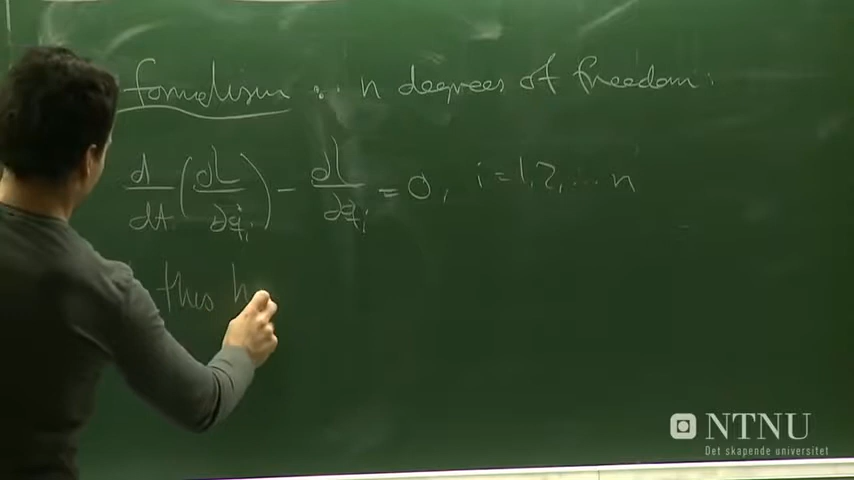 formalism : n degrees of freedom :
d/dt (∂L/∂q̇ᵢ) - ∂L/∂qᵢ = 0, i = 1, 2, ... n
this h
NTNU
Det skapende universitet